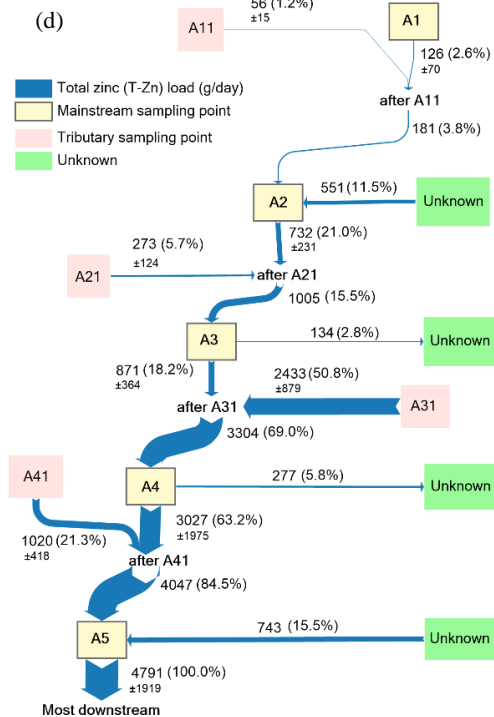 (d)
56 (1.2%)
±15
A11
A1
126 (2.6%)
±70
Total zinc (T-Zn) load (g/day)
Mainstream sampling point
Tributary sampling point
Unknown
after A11
181 (3.8%)
A2
551 (11.5%)
Unknown
732 (21.0%)
±231
273 (5.7%)
±124
A21
after A21
1005 (15.5%)
A3
134 (2.8%)
Unknown
871 (18.2%)
±364
2433 (50.8%)
±879
after A31
A31
3304 (69.0%)
A41
A4
277 (5.8%)
Unknown
3027 (63.2%)
±1975
1020 (21.3%)
±418
after A41
4047 (84.5%)
A5
743 (15.5%)
Unknown
4791 (100.0%)
±1919
Most downstream